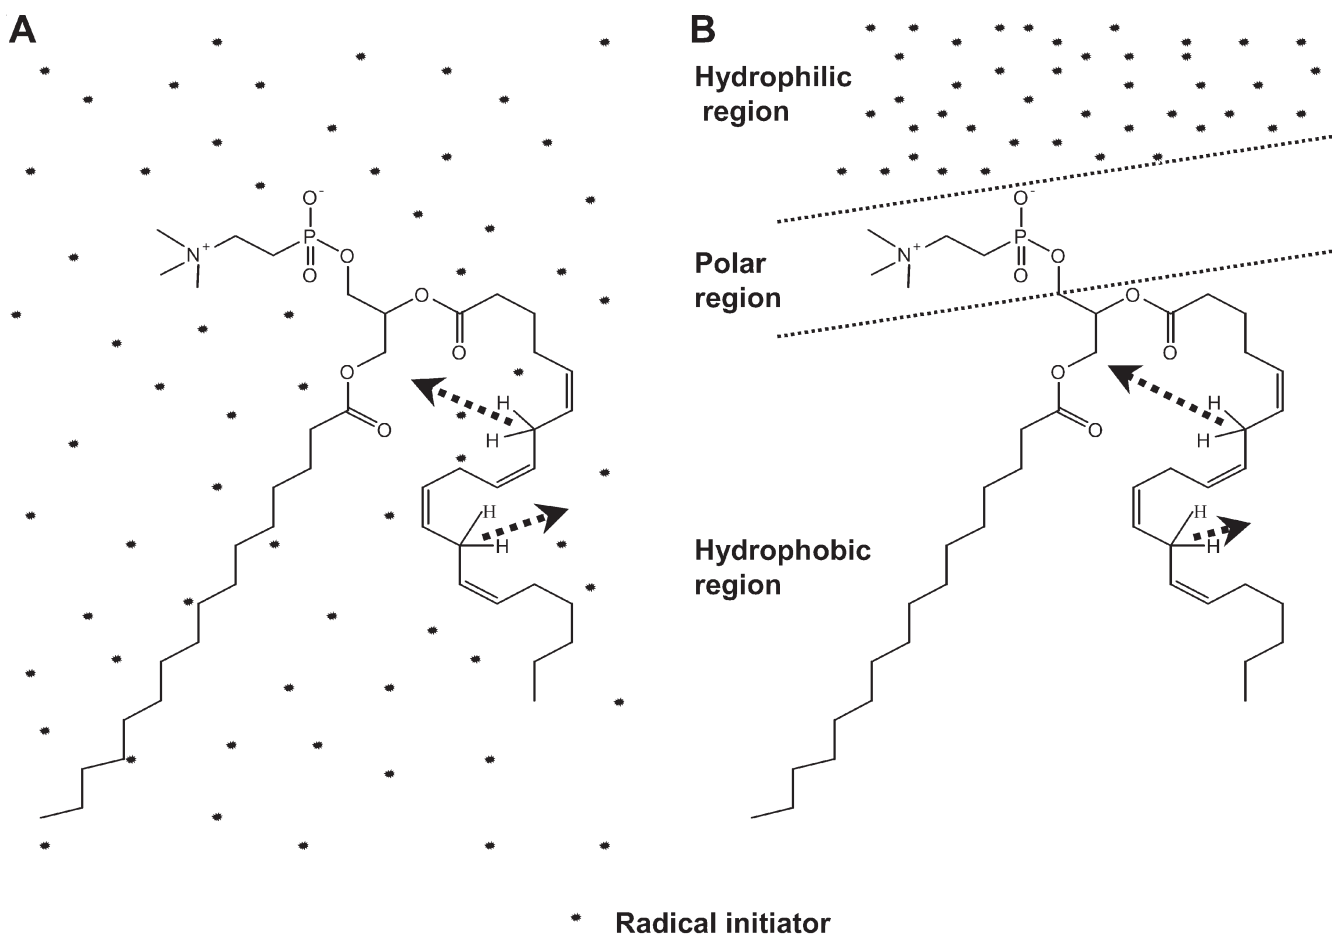 A
B
Hydrophilic
region
O-
P
O
N+
O
O
O
O
O
H
H
H
H
Polar
region
O-
P
O
N+
O
O
O
O
O
H
H
H
H
Hydrophobic
region
Radical initiator